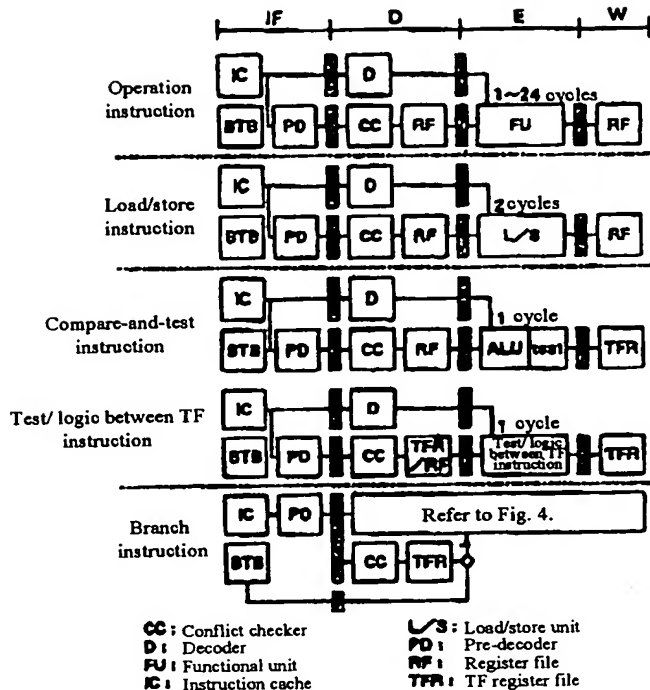 IF D E W
IC D
Operation instruction
1~24 cycles
BTB PD CC RF FU RF
IC D
Load/store instruction
2 cycles
BTB PD CC RF L/S RF
IC D
Compare-and-test instruction
1 cycle
BTB PD CC RF ALU test TFR
Test/ logic between TF instruction
IC D
1 cycle
BTB PD CC TFR /RF Test/logic between TF instruction TFR
Branch instruction
IC PD Refer to Fig. 4.
BTB CC TFR
CC : Conflict checker L/S : Load/store unit
D : Decoder PD : Pre-decoder
FU : Functional unit RF : Register file
IC : Instruction cache TFR : TF register file